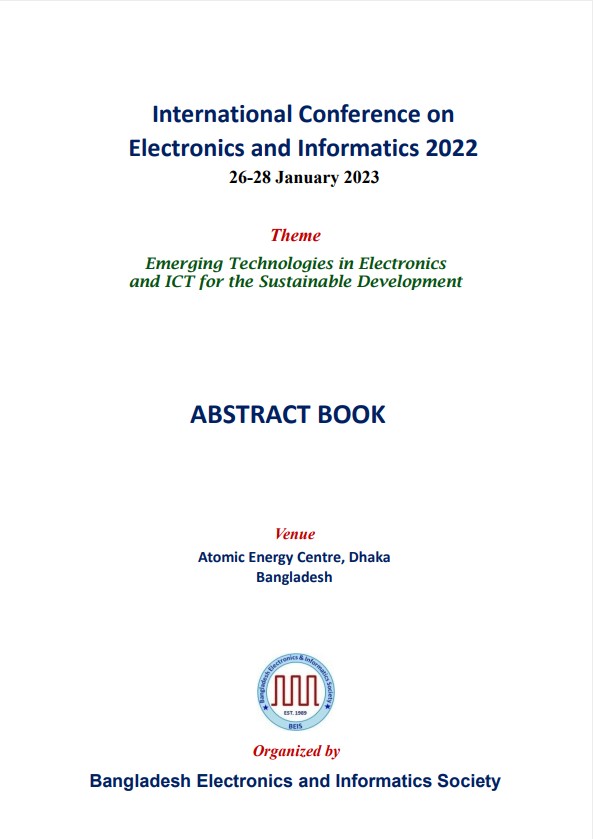 International Conference on
Electronics and Informatics 2022
26-28 January 2023
Theme
Emerging Technologies in Electronics
and ICT for the Sustainable Development
ABSTRACT BOOK
Venue
Atomic Energy Centre, Dhaka
Bangladesh
Bangladesh Electronics & Informatics Society
EST. 1989
BEIS
Organized by
Bangladesh Electronics and Informatics Society